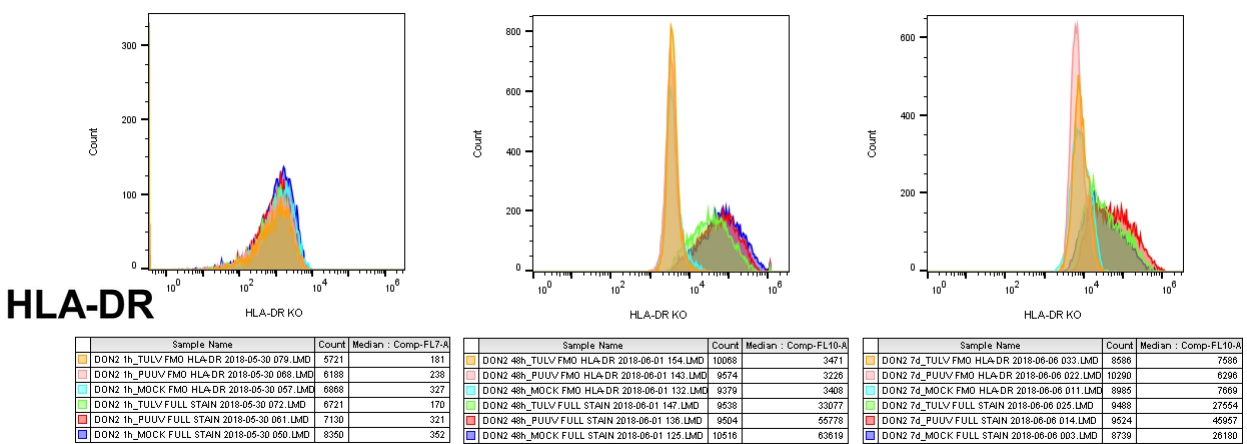 300
200
100
0
Count
10^0 10^2 10^4 10^6
HLA-DR KO
800
600
400
200
0
Count
10^0 10^2 10^4 10^6
HLA-DR KO
600
400
200
0
Count
10^0 10^2 10^4 10^6
HLA-DR KO
HLA-DR
Sample Name Count Median : Comp-FL7-A
DON2 1h_TULV FMO HLA-DR 2018-05-30 079.LMD 5721 181
DON2 1h_PUUV FMO HLA-DR 2018-05-30 068.LMD 6188 238
DON2 1h_MOCK FMO HLA-DR 2018-05-30 057.LMD 6868 327
DON2 1h_TULV FULL STAIN 2018-05-30 072.LMD 6721 170
DON2 1h_PUUV FULL STAIN 2018-05-30 061.LMD 7130 321
DON2 1h_MOCK FULL STAIN 2018-05-30 050.LMD 8350 352
Sample Name Count Median : Comp-FL10-A
DON2 48h_TULV FMO HLA-DR 2018-06-01 154.LMD 10068 3471
DON2 48h_PUUV FMO HLA-DR 2018-06-01 143.LMD 9574 3226
DON2 48h_MOCK FMO HLA-DR 2018-06-01 132.LMD 9379 3408
DON2 48h_TULV FULL STAIN 2018-06-01 147.LMD 9538 33077
DON2 48h_PUUV FULL STAIN 2018-06-01 136.LMD 9504 55778
DON2 48h_MOCK FULL STAIN 2018-06-01 125.LMD 10516 63619
Sample Name Count Median : Comp-FL10-A
DON2 7d_TULV FMO HLA-DR 2018-06-06 033.LMD 8586 7586
DON2 7d_PUUV FMO HLA-DR 2018-06-06 022.LMD 10290 6296
DON2 7d_MOCK FMO HLA-DR 2018-06-06 011.LMD 8985 7669
DON2 7d_TULV FULL STAIN 2018-06-06 025.LMD 9488 27554
DON2 7d_PUUV FULL STAIN 2018-06-06 014.LMD 9524 45957
DON2 7d_MOCK FULL STAIN 2018-06-06 003.LMD 8739 26180